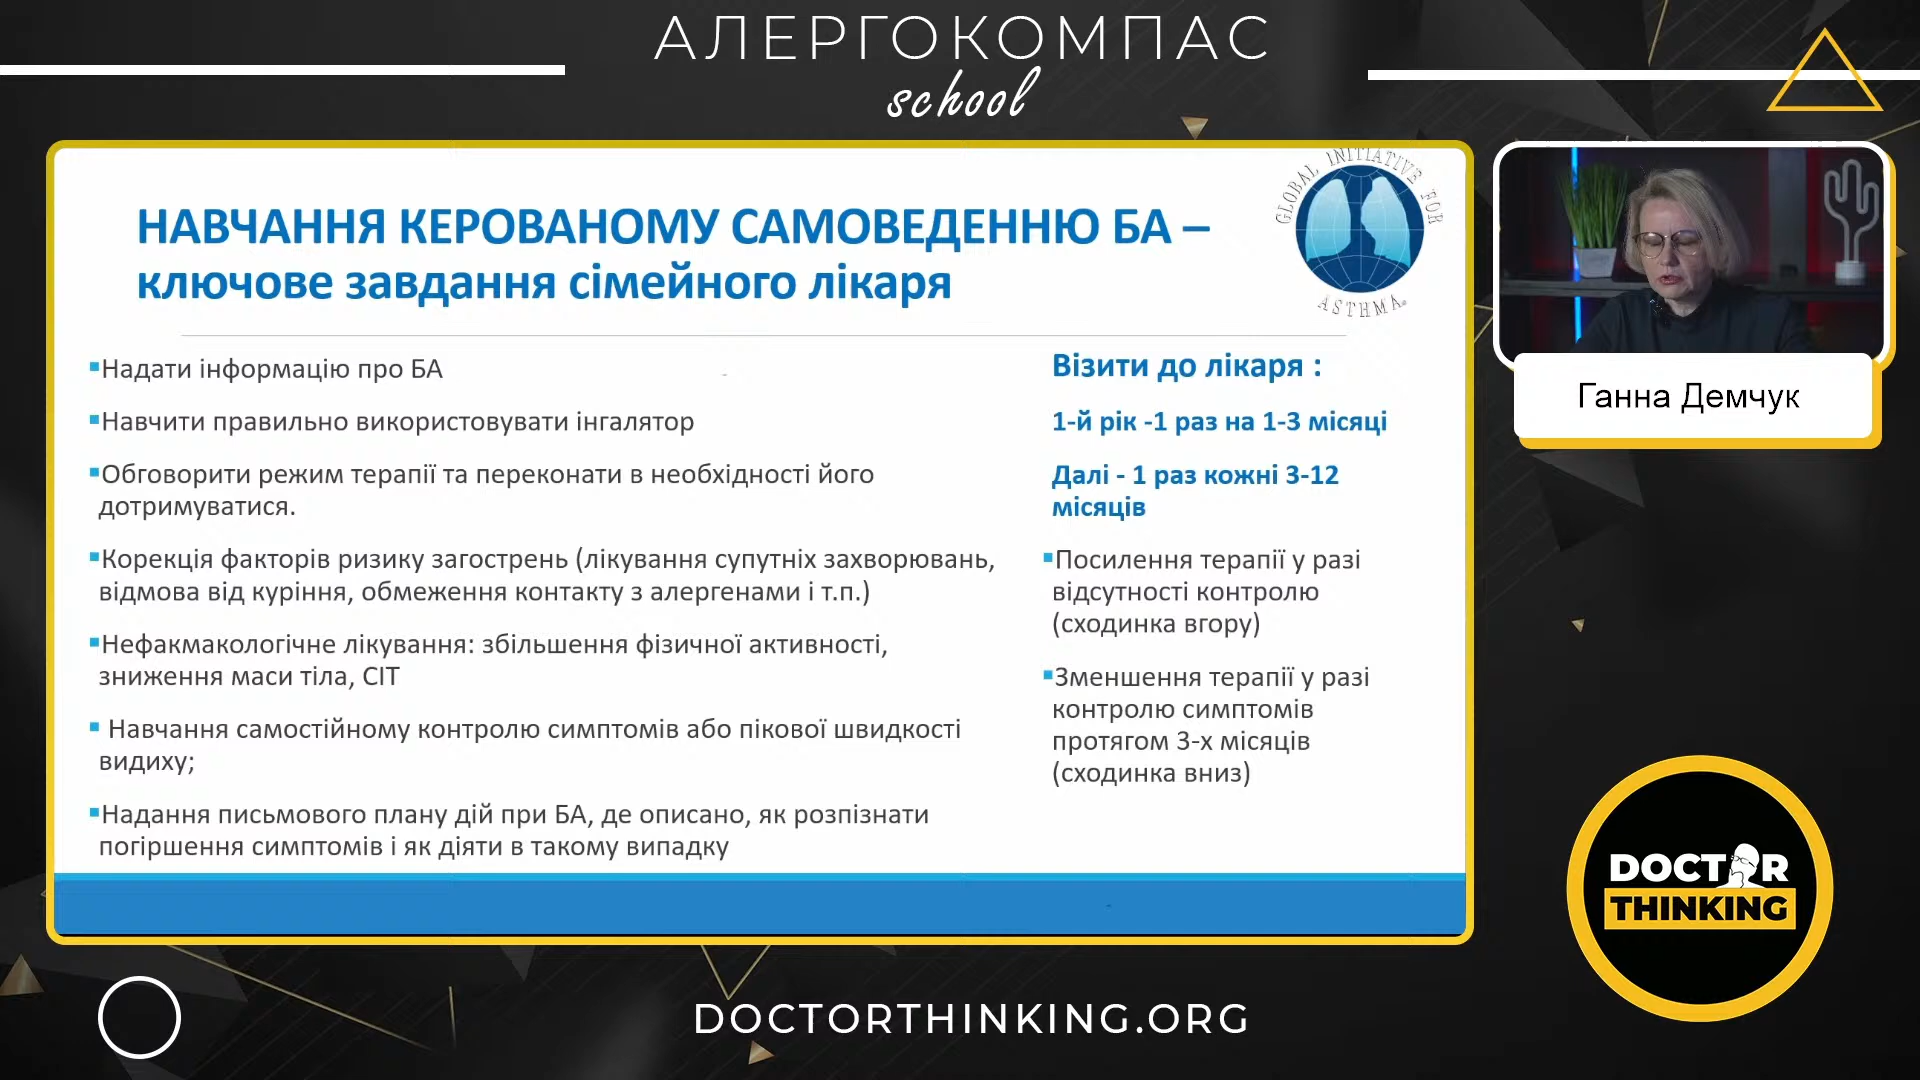 АЛЕРГОКОМПАС
school
НАВЧАННЯ КЕРОВАНОМУ САМОВЕДЕННЮ БА –
ключове завдання сімейного лікаря
GLOBAL INITIATIVE FOR
ASTHMA
▪Надати інформацію про БА
▪Навчити правильно використовувати інгалятор
▪Обговорити режим терапії та переконати в необхідності його
дотримуватися.
▪Корекція факторів ризику загострень (лікування супутніх захворювань,
відмова від куріння, обмеження контакту з алергенами і т.п.)
▪Нефакмакологічне лікування: збільшення фізичної активності,
зниження маси тіла, СІТ
▪ Навчання самостійному контролю симптомів або пікової швидкості
видиху;
▪Надання письмового плану дій при БА, де описано, як розпізнати
погіршення симптомів і як діяти в такому випадку
Візити до лікаря :
1-й рік -1 раз на 1-3 місяці
Далі - 1 раз кожні 3-12
місяців
▪Посилення терапії у разі
відсутності контролю
(сходинка вгору)
▪Зменшення терапії у разі
контролю симптомів
протягом 3-х місяців
(сходинка вниз)
Ганна Демчук
DOCTOR
THINKING
DOCTORTHINKING.ORG